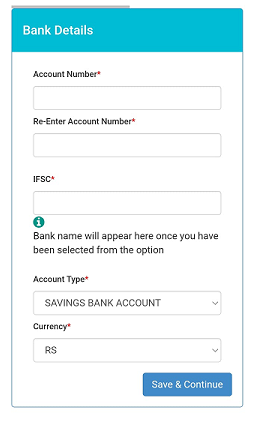 Bank Details
Account Number*
Re-Enter Account Number*
IFSC*
Bank name will appear here once you have
been selected from the option
Account Type*
SAVINGS BANK ACCOUNT
Currency*
RS
Save & Continue